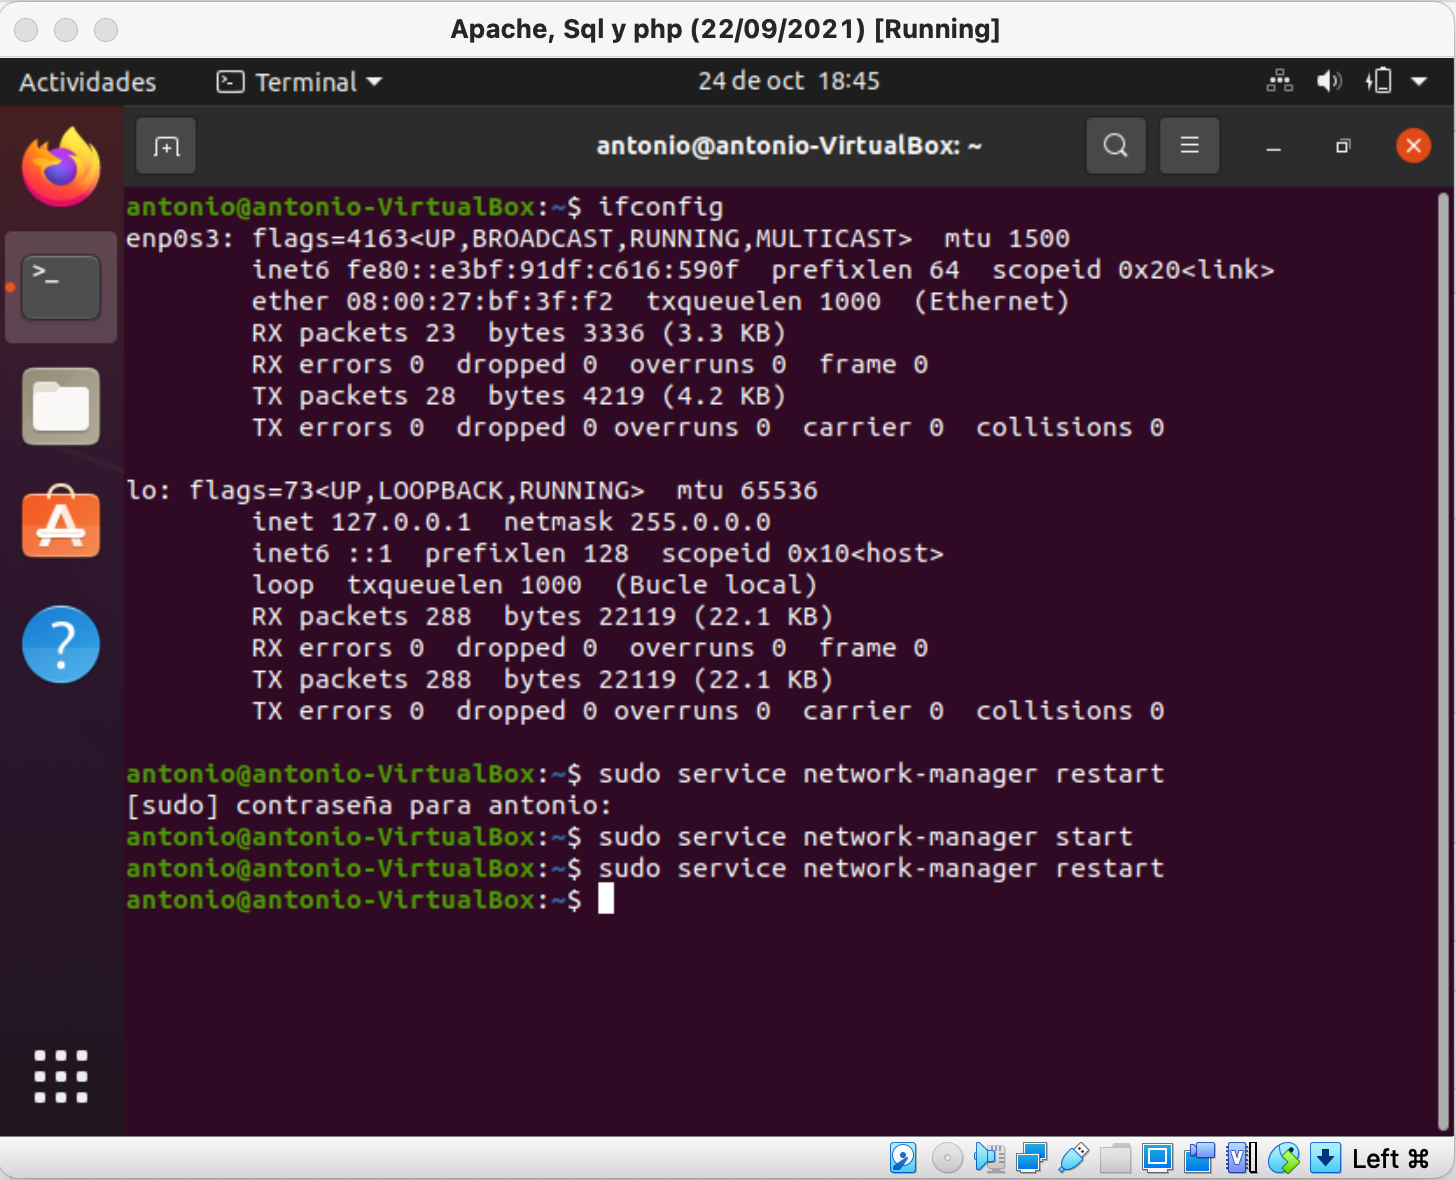 Apache, Sql y php (22/09/2021) [Running]
Actividades Terminal 24 de oct 18:45
antonio@antonio-VirtualBox: ~
antonio@antonio-VirtualBox:~$ ifconfig
enp0s3: flags=4163<UP,BROADCAST,RUNNING,MULTICAST>  mtu 1500
        inet6 fe80::e3bf:91df:c616:590f  prefixlen 64  scopeid 0x20<link>
        ether 08:00:27:bf:3f:f2  txqueuelen 1000  (Ethernet)
        RX packets 23  bytes 3336 (3.3 KB)
        RX errors 0  dropped 0  overruns 0  frame 0
        TX packets 28  bytes 4219 (4.2 KB)
        TX errors 0  dropped 0 overruns 0  carrier 0  collisions 0
lo: flags=73<UP,LOOPBACK,RUNNING>  mtu 65536
        inet 127.0.0.1  netmask 255.0.0.0
        inet6 ::1  prefixlen 128  scopeid 0x10<host>
        loop  txqueuelen 1000  (Bucle local)
        RX packets 288  bytes 22119 (22.1 KB)
        RX errors 0  dropped 0  overruns 0  frame 0
        TX packets 288  bytes 22119 (22.1 KB)
        TX errors 0  dropped 0 overruns 0  carrier 0  collisions 0
antonio@antonio-VirtualBox:~$ sudo service network-manager restart
[sudo] contraseña para antonio:
antonio@antonio-VirtualBox:~$ sudo service network-manager start
antonio@antonio-VirtualBox:~$ sudo service network-manager restart
antonio@antonio-VirtualBox:~$
Left ⌘